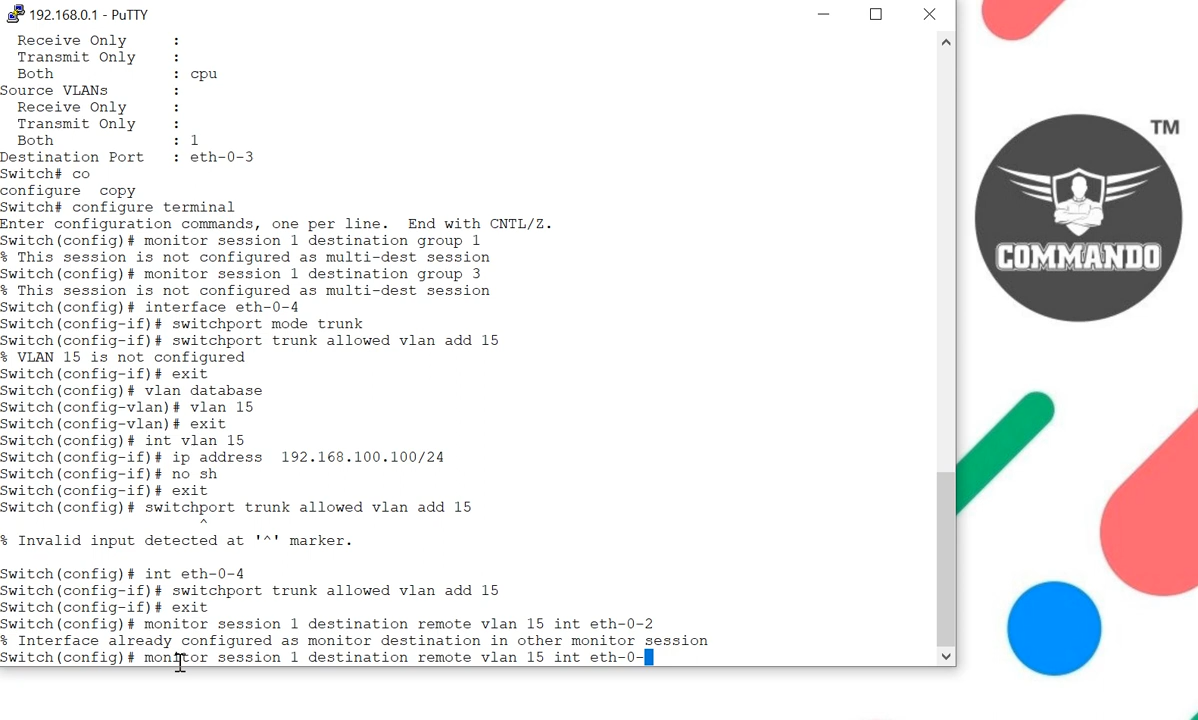 192.168.0.1 - PuTTY
  Receive Only     :
  Transmit Only    :
  Both             : cpu
Source VLANs       :
  Receive Only     :
  Transmit Only    :
  Both             : 1
Destination Port   : eth-0-3
Switch# co
configure  copy
Switch# configure terminal
Enter configuration commands, one per line.  End with CNTL/Z.
Switch(config)# monitor session 1 destination group 1
% This session is not configured as multi-dest session
Switch(config)# monitor session 1 destination group 3
% This session is not configured as multi-dest session
Switch(config)# interface eth-0-4
Switch(config-if)# switchport mode trunk
Switch(config-if)# switchport trunk allowed vlan add 15
% VLAN 15 is not configured
Switch(config-if)# exit
Switch(config)# vlan database
Switch(config-vlan)# vlan 15
Switch(config-vlan)# exit
Switch(config)# int vlan 15
Switch(config-if)# ip address  192.168.100.100/24
Switch(config-if)# no sh
Switch(config-if)# exit
Switch(config)# switchport trunk allowed vlan add 15
                      ^
% Invalid input detected at '^' marker.

Switch(config)# int eth-0-4
Switch(config-if)# switchport trunk allowed vlan add 15
Switch(config-if)# exit
Switch(config)# monitor session 1 destination remote vlan 15 int eth-0-2
% Interface already configured as monitor destination in other monitor session
Switch(config)# monitor session 1 destination remote vlan 15 int eth-0-
TM
COMMANDO